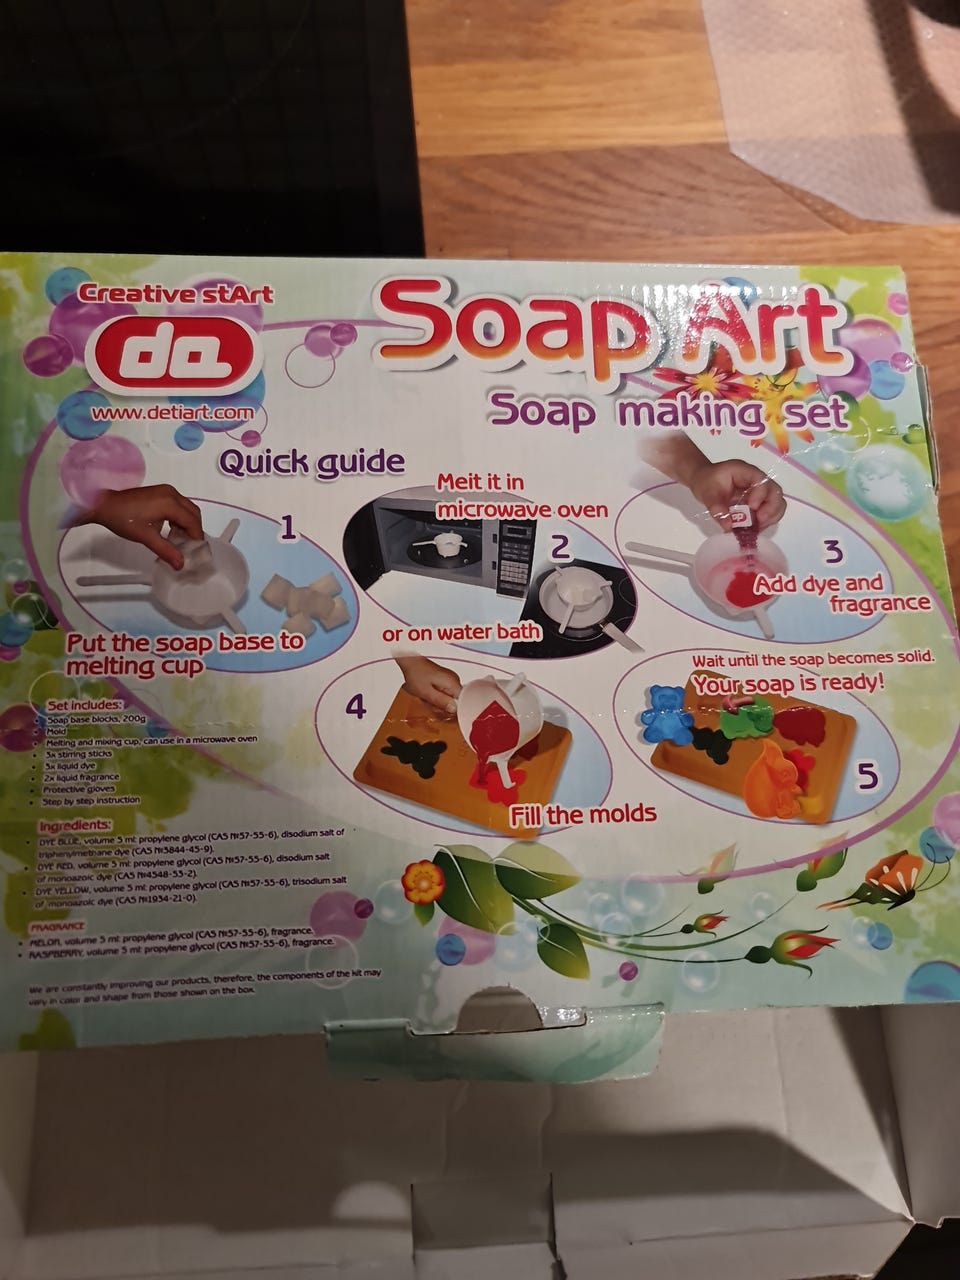 Creative stArt
da
www.detiart.com
Soap Art
Soap making set
Quick guide
1
Put the soap base to
melting cup
Melt it in
microwave oven
2
or on water bath
3
Add dye and
fragrance
4
Fill the molds
Wait until the soap becomes solid.
Your soap is ready!
5
Set includes:
• Soap base blocks, 200g
• Mold
• Melting and mixing cup, can use in a microwave oven
• 3x stirring sticks
• 3x liquid dye
• 2x liquid fragrance
• Protective gloves
• Step by step instruction
Ingredients:
• DYE BLUE, volume 5 ml: propylene glycol (CAS №57-55-6), disodium salt of
triphenylmethane dye (CAS №3844-45-9).
• DYE RED, volume 5 ml: propylene glycol (CAS №57-55-6), disodium salt
of monoazoic dye (CAS №4548-53-2).
• DYE YELLOW, volume 5 ml: propylene glycol (CAS №57-55-6), trisodium salt
of monoazoic dye (CAS №1934-21-0).
FRAGRANCE
• MELON, volume 5 ml: propylene glycol (CAS №57-55-6), fragrance.
• RASPBERRY, volume 5 ml: propylene glycol (CAS №57-55-6), fragrance.
We are constantly improving our products, therefore, the components of the kit may
vary in color and shape from those shown on the box.